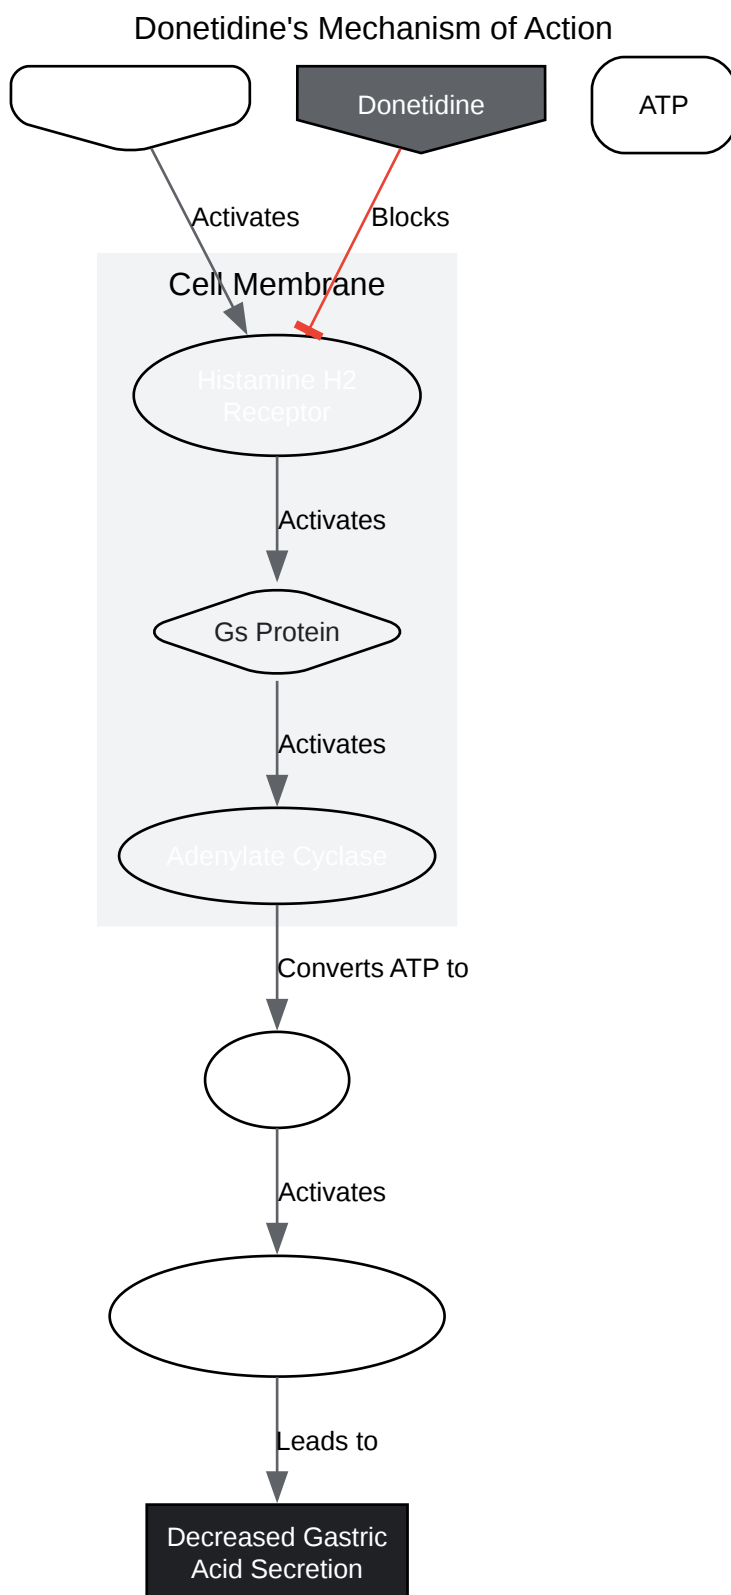 Donetidine's Mechanism of Action
Donetidine
ATP
Activates
Blocks
Cell Membrane
Histamine H2
Receptor
Activates
Gs Protein
Activates
Adenylate Cyclase
Converts ATP to
Activates
Leads to
Decreased Gastric
Acid Secretion